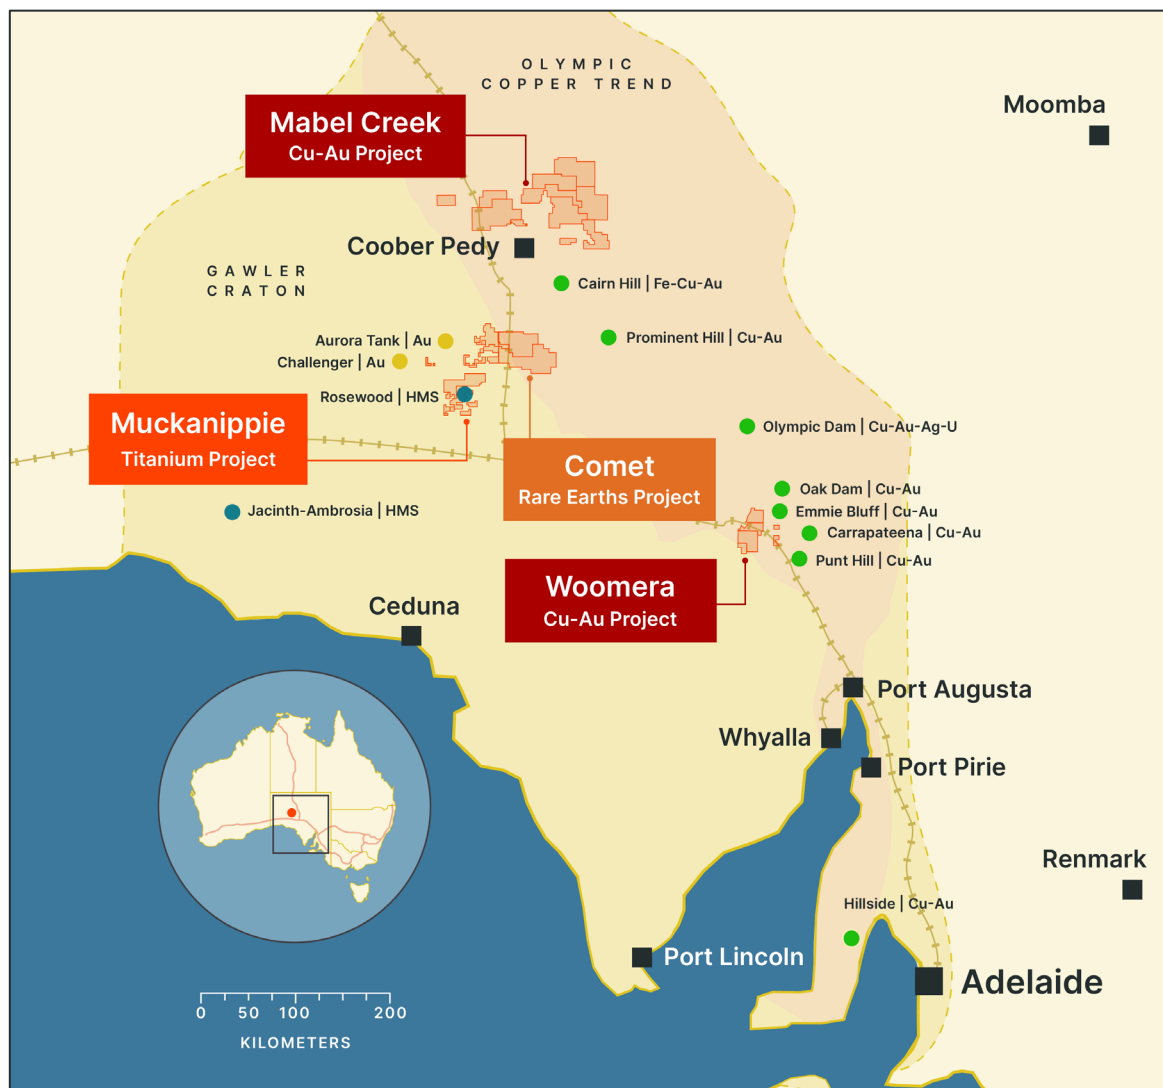 OLYMPIC
COPPER TREND
Moomba
Mabel Creek
Cu-Au Project
Coober Pedy
GAWLER
CRATON
Cairn Hill | Fe-Cu-Au
Aurora Tank | Au
Prominent Hill | Cu-Au
Challenger | Au
Rosewood | HMS
Muckanippie
Titanium Project
Olympic Dam | Cu-Au-Ag-U
Comet
Rare Earths Project
Oak Dam | Cu-Au
Jacinth-Ambrosia | HMS
Emmie Bluff | Cu-Au
Carrapateena | Cu-Au
Punt Hill | Cu-Au
Woomera
Cu-Au Project
Ceduna
Port Augusta
Whyalla
Port Pirie
Renmark
Hillside | Cu-Au
Port Lincoln
Adelaide
0 50 100 200
KILOMETERS